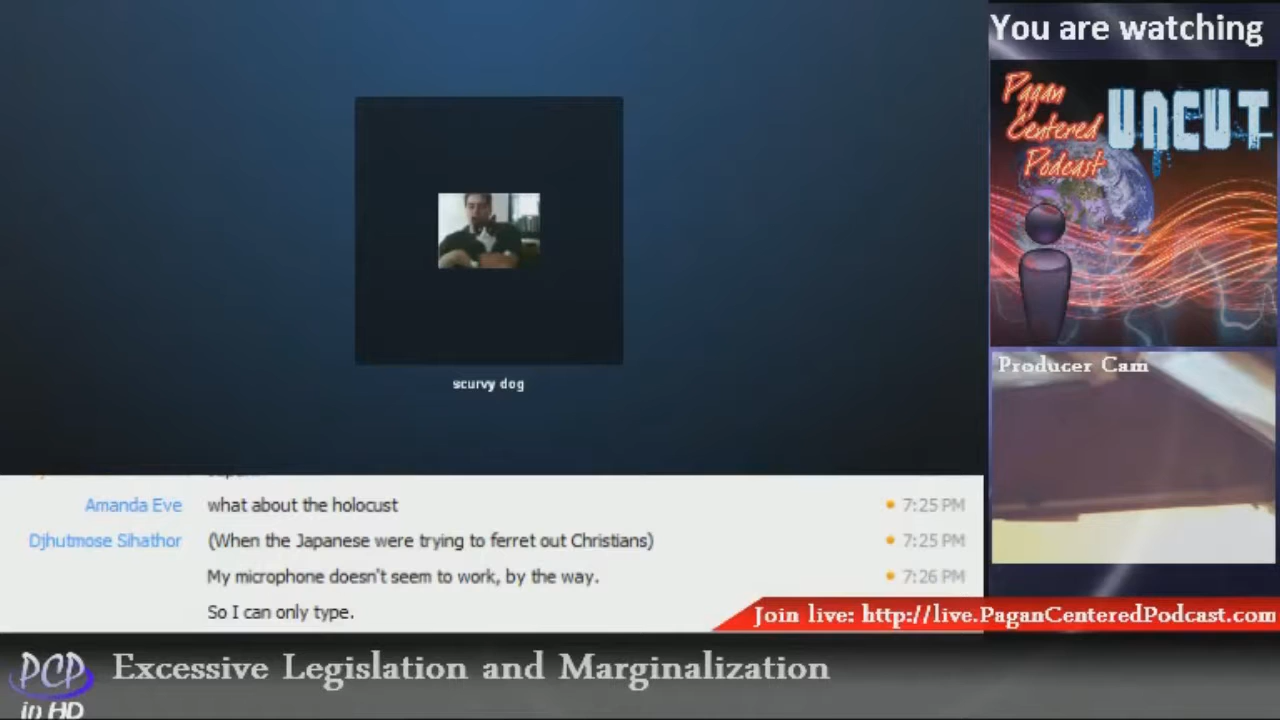 You are watching
Pagan
Centered
Podcast
UNCUT
Producer Cam
scurvy dog
Amanda Eve what about the holocust 7:25 PM
Djhutmose Sihathor (When the Japanese were trying to ferret out Christians) 7:25 PM
My microphone doesn't seem to work, by the way. 7:26 PM
So I can only type.
Join live: http://live.PaganCenteredPodcast.com
PCP
in HD
Excessive Legislation and Marginalization